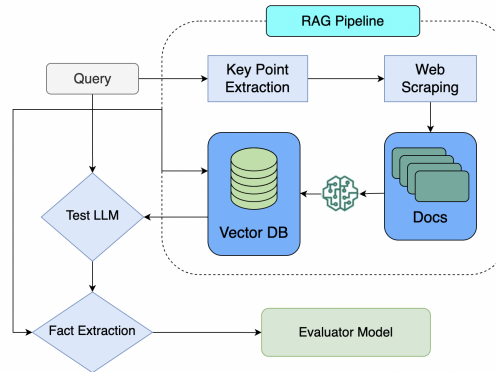 RAG Pipeline
Query
Key Point
Extraction
Web
Scraping
Test LLM
Vector DB
Docs
Fact Extraction
Evaluator Model